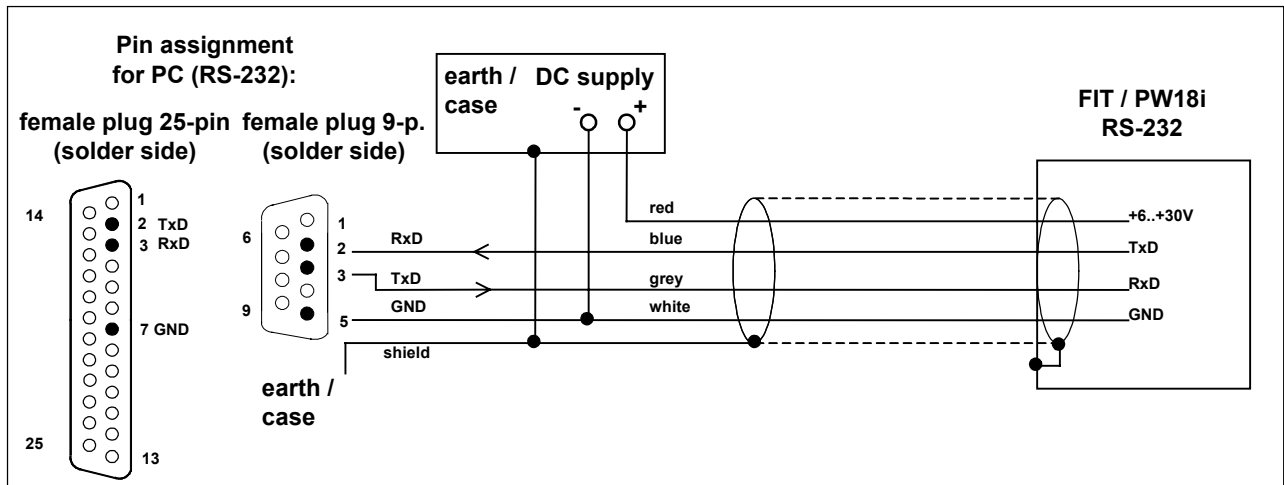 Pin assignment
for PC (RS-232):
female plug 25-pin
(solder side)
female plug 9-p.
(solder side)
earth /
case
DC supply
- +
FIT / PW18i
RS-232
14
1
2 TxD
3 RxD
7 GND
25
13
6
9
1
2
3
5
RxD
TxD
GND
shield
earth /
case
red
blue
grey
white
+6..+30V
TxD
RxD
GND